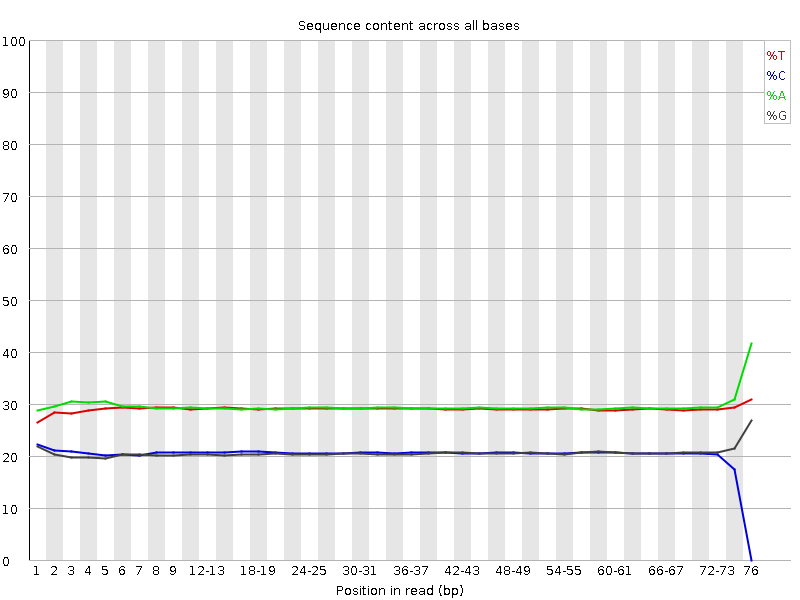 Sequence content across all bases
100
90
80
70
60
50
40
30
20
10
0
%T
%C
%A
%G
1 2 3 4 5 6 7 8 9 12-13 18-19 24-25 30-31 36-37 42-43 48-49 54-55 60-61 66-67 72-73 76
Position in read (bp)